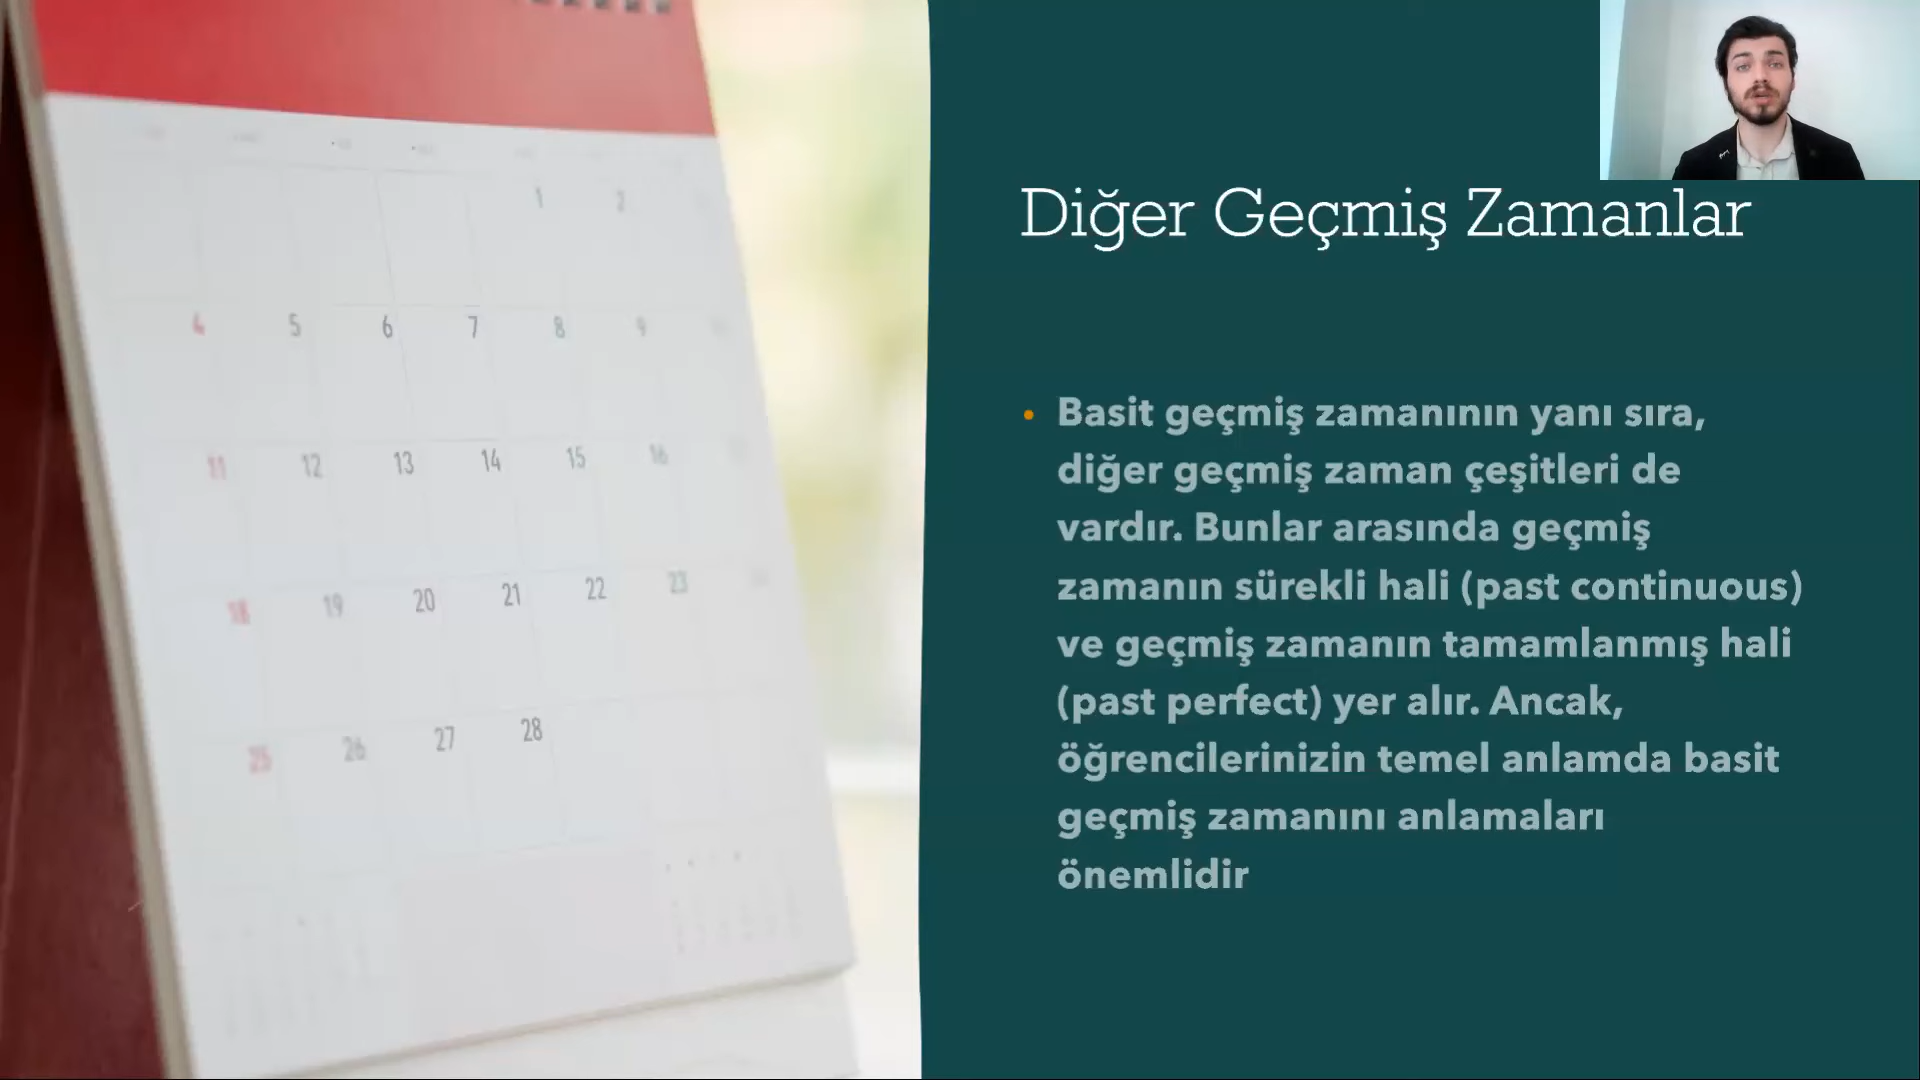 Diğer Geçmiş Zamanlar
• Basit geçmiş zamanının yanı sıra,
diğer geçmiş zaman çeşitleri de
vardır. Bunlar arasında geçmiş
zamanın sürekli hali (past continuous)
ve geçmiş zamanın tamamlanmış hali
(past perfect) yer alır. Ancak,
öğrencilerinizin temel anlamda basit
geçmiş zamanını anlamaları
önemlidir
1 2
4 5 6 7 8 9
11 12 13 14 15 16
18 19 20 21 22 23
25 26 27 28